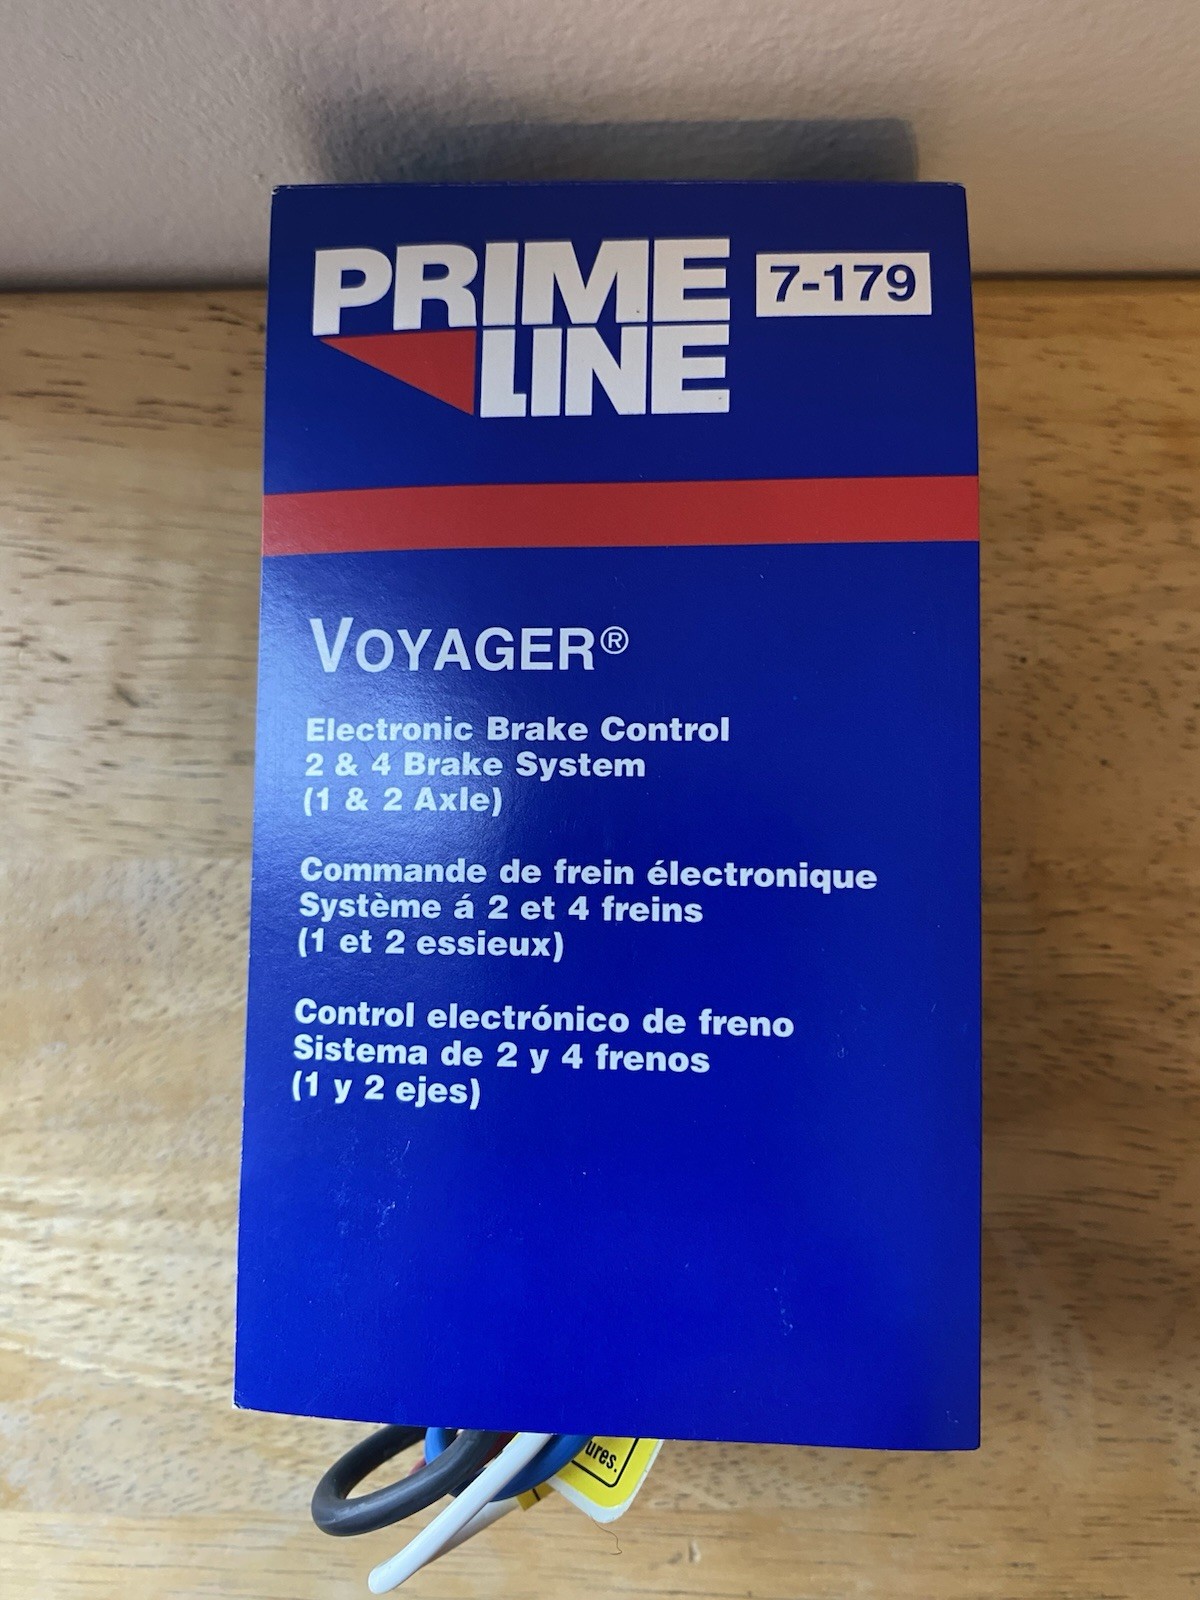 PRIME
LINE
7-179
VOYAGER®
Electronic Brake Control
2 & 4 Brake System
(1 & 2 Axle)
Commande de frein électronique
Système á 2 et 4 freins
(1 et 2 essieux)
Control electrónico de freno
Sistema de 2 y 4 frenos
(1 y 2 ejes)
ures.